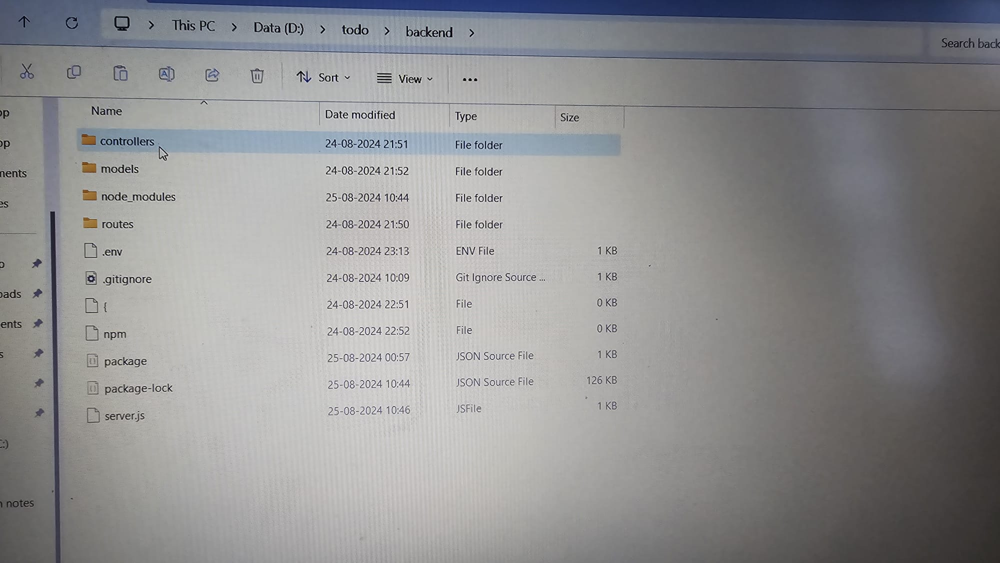 This PC > Data (D:) > todo > backend >
Search back
Sort
View
Name Date modified Type Size
controllers 24-08-2024 21:51 File folder
models 24-08-2024 21:52 File folder
node_modules 25-08-2024 10:44 File folder
routes 24-08-2024 21:50 File folder
.env 24-08-2024 23:13 ENV File 1 KB
.gitignore 24-08-2024 10:09 Git Ignore Source ... 1 KB
{ 24-08-2024 22:51 File 0 KB
npm 24-08-2024 22:52 File 0 KB
package 25-08-2024 00:57 JSON Source File 1 KB
package-lock 25-08-2024 10:44 JSON Source File 126 KB
server.js 25-08-2024 10:46 JSFile 1 KB
op
op
ments
es
oads
ents
s
C:)
notes